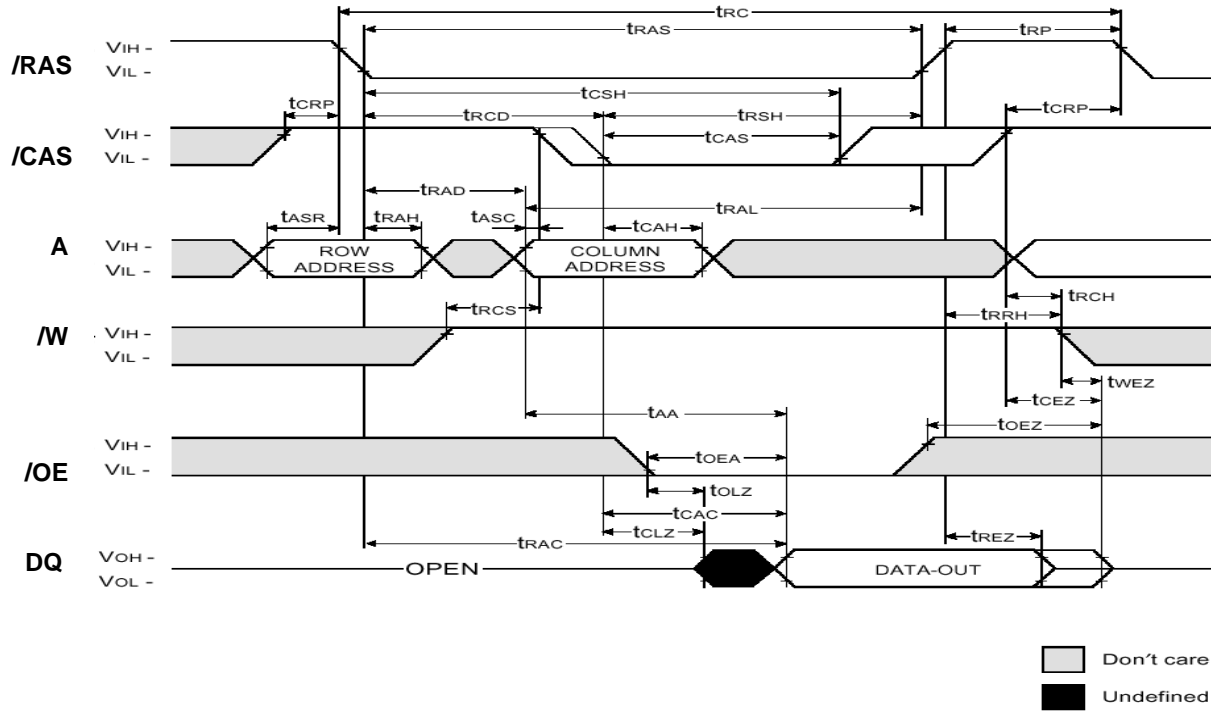 tRC
tRAS
tRP
/RAS
VIH -
VIL -
tCSH
tCRP
tRCD
tRSH
tCRP
/CAS
VIH -
VIL -
tCAS
tRAD
tRAL
tASR
tRAH
tASC
tCAH
A
VIH -
VIL -
ROW
ADDRESS
COLUMN
ADDRESS
tRCS
tRCH
tRRH
/W
VIH -
VIL -
tWEZ
tCEZ
tAA
tOEZ
/OE
VIH -
VIL -
tOEA
tOLZ
tCAC
tCLZ
tRAC
tREZ
DQ
VOH -
VOL -
OPEN
DATA-OUT
Don't care
Undefined